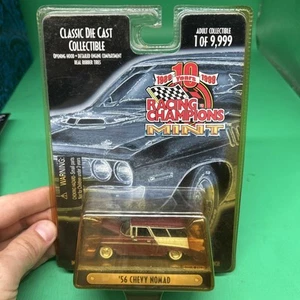 CLASSIC DIE CAST
COLLECTIBLE
OPENING HOOD • DETAILED ENGINE COMPARTMENT
REAL RUBBER TIRES
ADULT COLLECTIBLE
1 OF 9,999
1989 10 1999
YEARS
RACING
CHAMPIONS
MINT
WARNING:
'56 CHEVY NOMAD